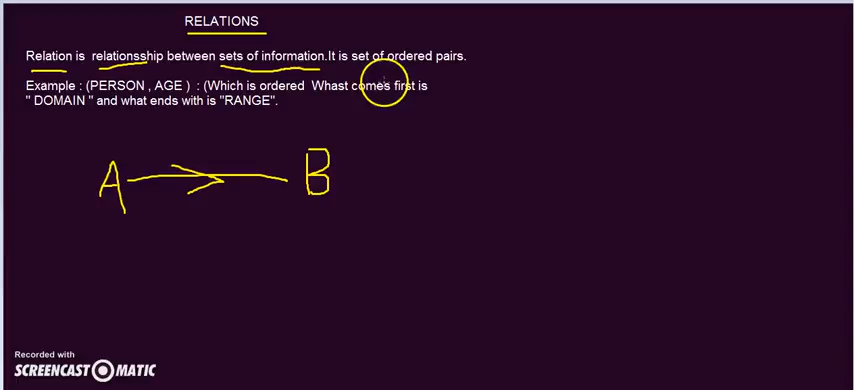 RELATIONS
Relation is relationsship between sets of information.It is set of ordered pairs.
Example : (PERSON , AGE ) : (Which is ordered Whast comes first is
" DOMAIN " and what ends with is "RANGE".
A B
Recorded with
SCREENCAST MATIC